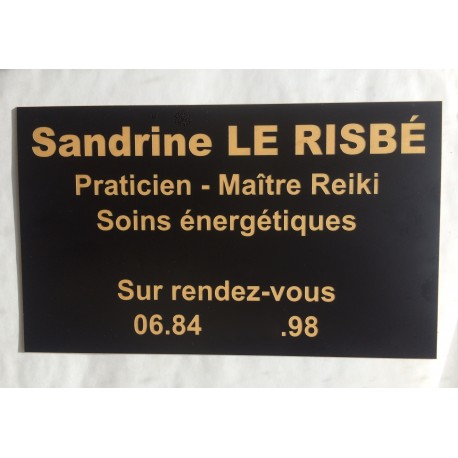 Sandrine LE RISBÉ
Praticien - Maître Reiki
Soins énergétiques
Sur rendez-vous
06.84 .98